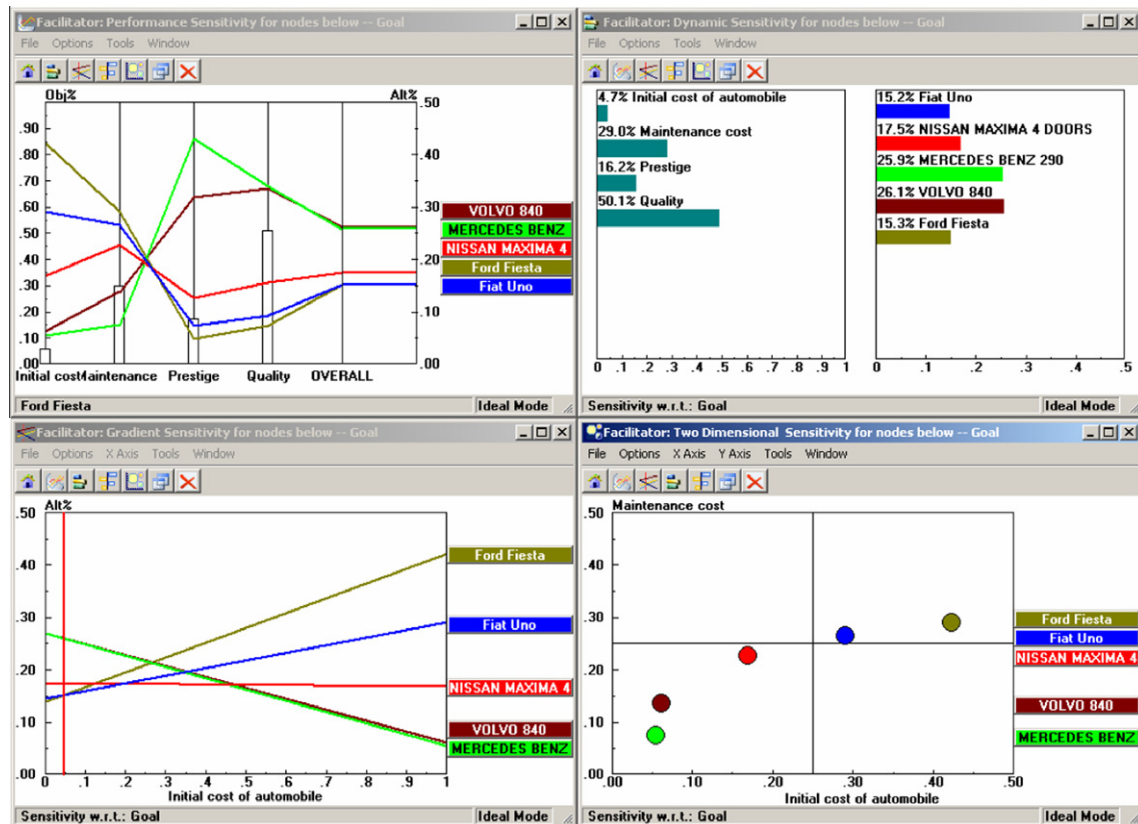 Facilitator: Performance Sensitivity for nodes below -- Goal
File Options Tools Window
Obj% Alt%
.90
.80
.70
.60
.50
.40
.30
.20
.10
.00
.50
.40
.30
.20
.10
.00
VOLVO 840
MERCEDES BENZ
NISSAN MAXIMA 4
Ford Fiesta
Fiat Uno
Initial cost Maintenance Prestige Quality OVERALL
Ford Fiesta Ideal Mode
Facilitator: Dynamic Sensitivity for nodes below -- Goal
File Options Tools Window
4.7% Initial cost of automobile
29.0% Maintenance cost
16.2% Prestige
50.1% Quality
0 .1 .2 .3 .4 .5 .6 .7 .8 .9 1
15.2% Fiat Uno
17.5% NISSAN MAXIMA 4 DOORS
25.9% MERCEDES BENZ 290
26.1% VOLVO 840
15.3% Ford Fiesta
0 .1 .2 .3 .4 .5
Sensitivity w.r.t.: Goal Ideal Mode
Facilitator: Gradient Sensitivity for nodes below -- Goal
File Options X Axis Tools Window
Alt%
.50
.40
.30
.20
.10
.00
Ford Fiesta
Fiat Uno
NISSAN MAXIMA 4
VOLVO 840
MERCEDES BENZ
0 .1 .2 .3 .4 .5 .6 .7 .8 .9 1
Initial cost of automobile
Sensitivity w.r.t.: Goal Ideal Mode
Facilitator: Two Dimensional Sensitivity for nodes below -- Goal
File Options X Axis Y Axis Tools Window
Maintenance cost
.50
.40
.30
.20
.10
.00
Ford Fiesta
Fiat Uno
NISSAN MAXIMA 4
VOLVO 840
MERCEDES BENZ
.00 .10 .20 .30 .40 .50
Initial cost of automobile
Sensitivity w.r.t.: Goal Ideal Mode